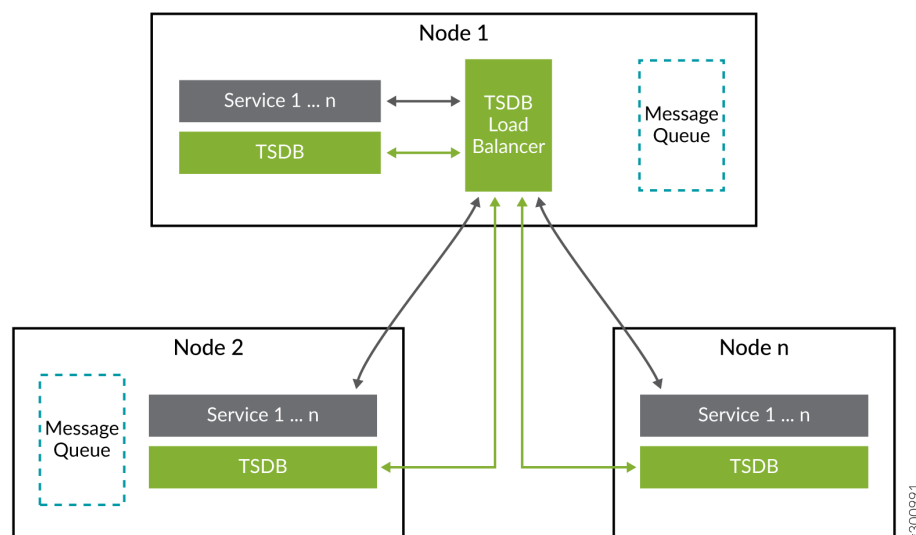 Node 1
Service 1 ... n
TSDB
TSDB
Load
Balancer
Message
Queue
Node 2
Message
Queue
Service 1 ... n
TSDB
Node n
Service 1 ... n
TSDB